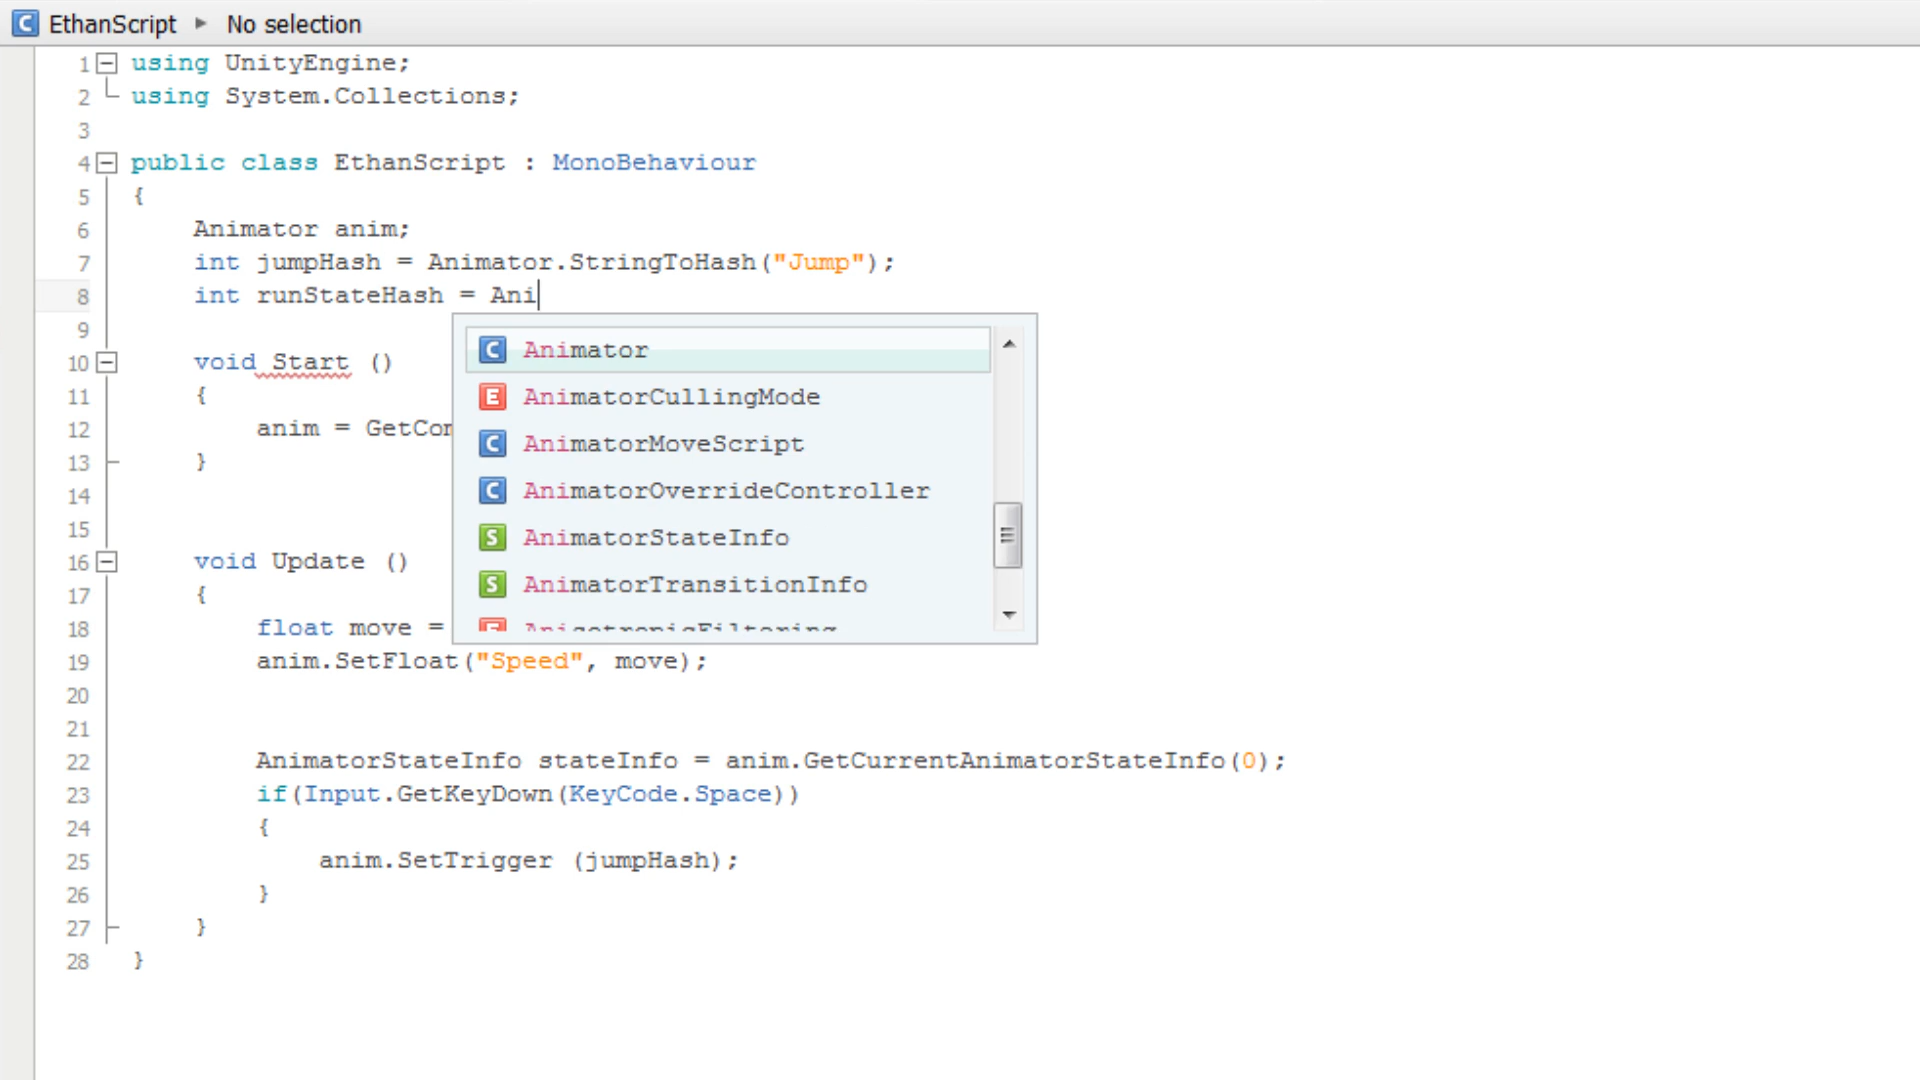 EthanScript ▸ No selection
1 using UnityEngine;
2 using System.Collections;
3
4 public class EthanScript : MonoBehaviour
5 {
6 Animator anim;
7 int jumpHash = Animator.StringToHash("Jump");
8 int runStateHash = Ani
9
Animator
10 void Start ()
AnimatorCullingMode
11 {
12 anim = GetCo
AnimatorMoveScript
13 }
14
AnimatorOverrideController
15
AnimatorStateInfo
16 void Update ()
AnimatorTransitionInfo
17 {
18 float move =
AnisotropicFiltering
19 anim.SetFloat("Speed", move);
20
21
22 AnimatorStateInfo stateInfo = anim.GetCurrentAnimatorStateInfo(0);
23 if(Input.GetKeyDown(KeyCode.Space))
24 {
25 anim.SetTrigger (jumpHash);
26 }
27 }
28 }